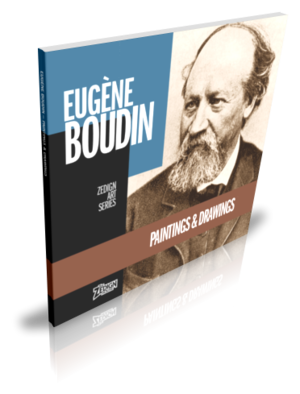 EUGÈNE
BOUDIN
ZEDIGN
ART
SERIES
PAINTINGS & DRAWINGS
ZEDIGN